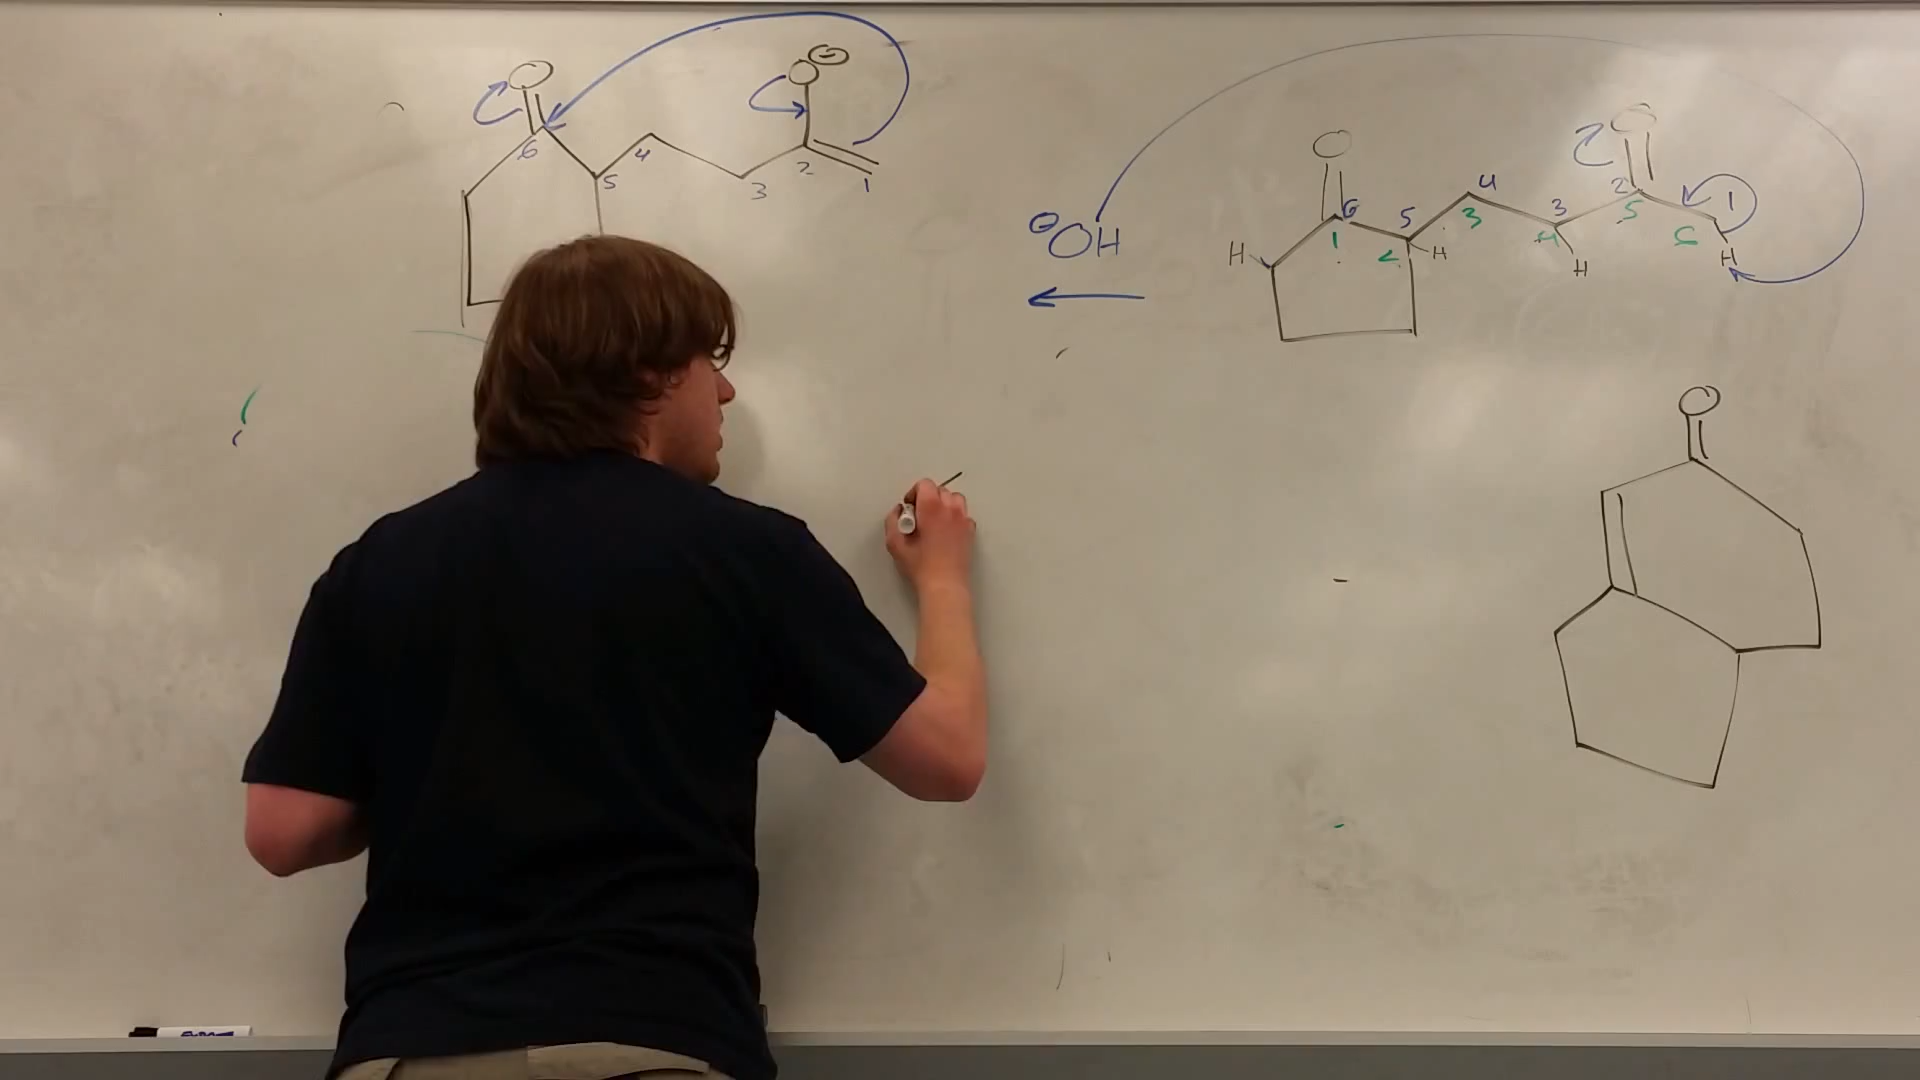 O ⊖
O
6 5 4 3 2 1
O
O
⊖OH
H 6 5 4 3 2 1
1 2 3 4 5 6
H H H
O
EXPO